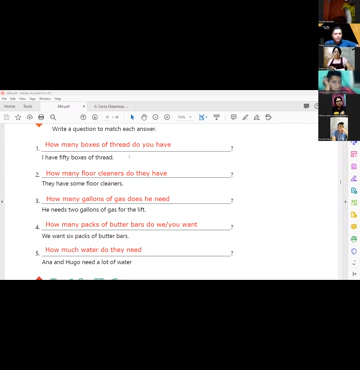 Home
Tools
Write a question to match each answer.
1. How many boxes of thread do you have ?
I have fifty boxes of thread.
2. How many floor cleaners do they have ?
They have some floor cleaners.
3. How many gallons of gas does he need ?
He needs two gallons of gas for the lift.
4. How many packs of butter bars do we/you want ?
We want six packs of butter bars.
5. How much water do they need ?
Ana and Hugo need a lot of water